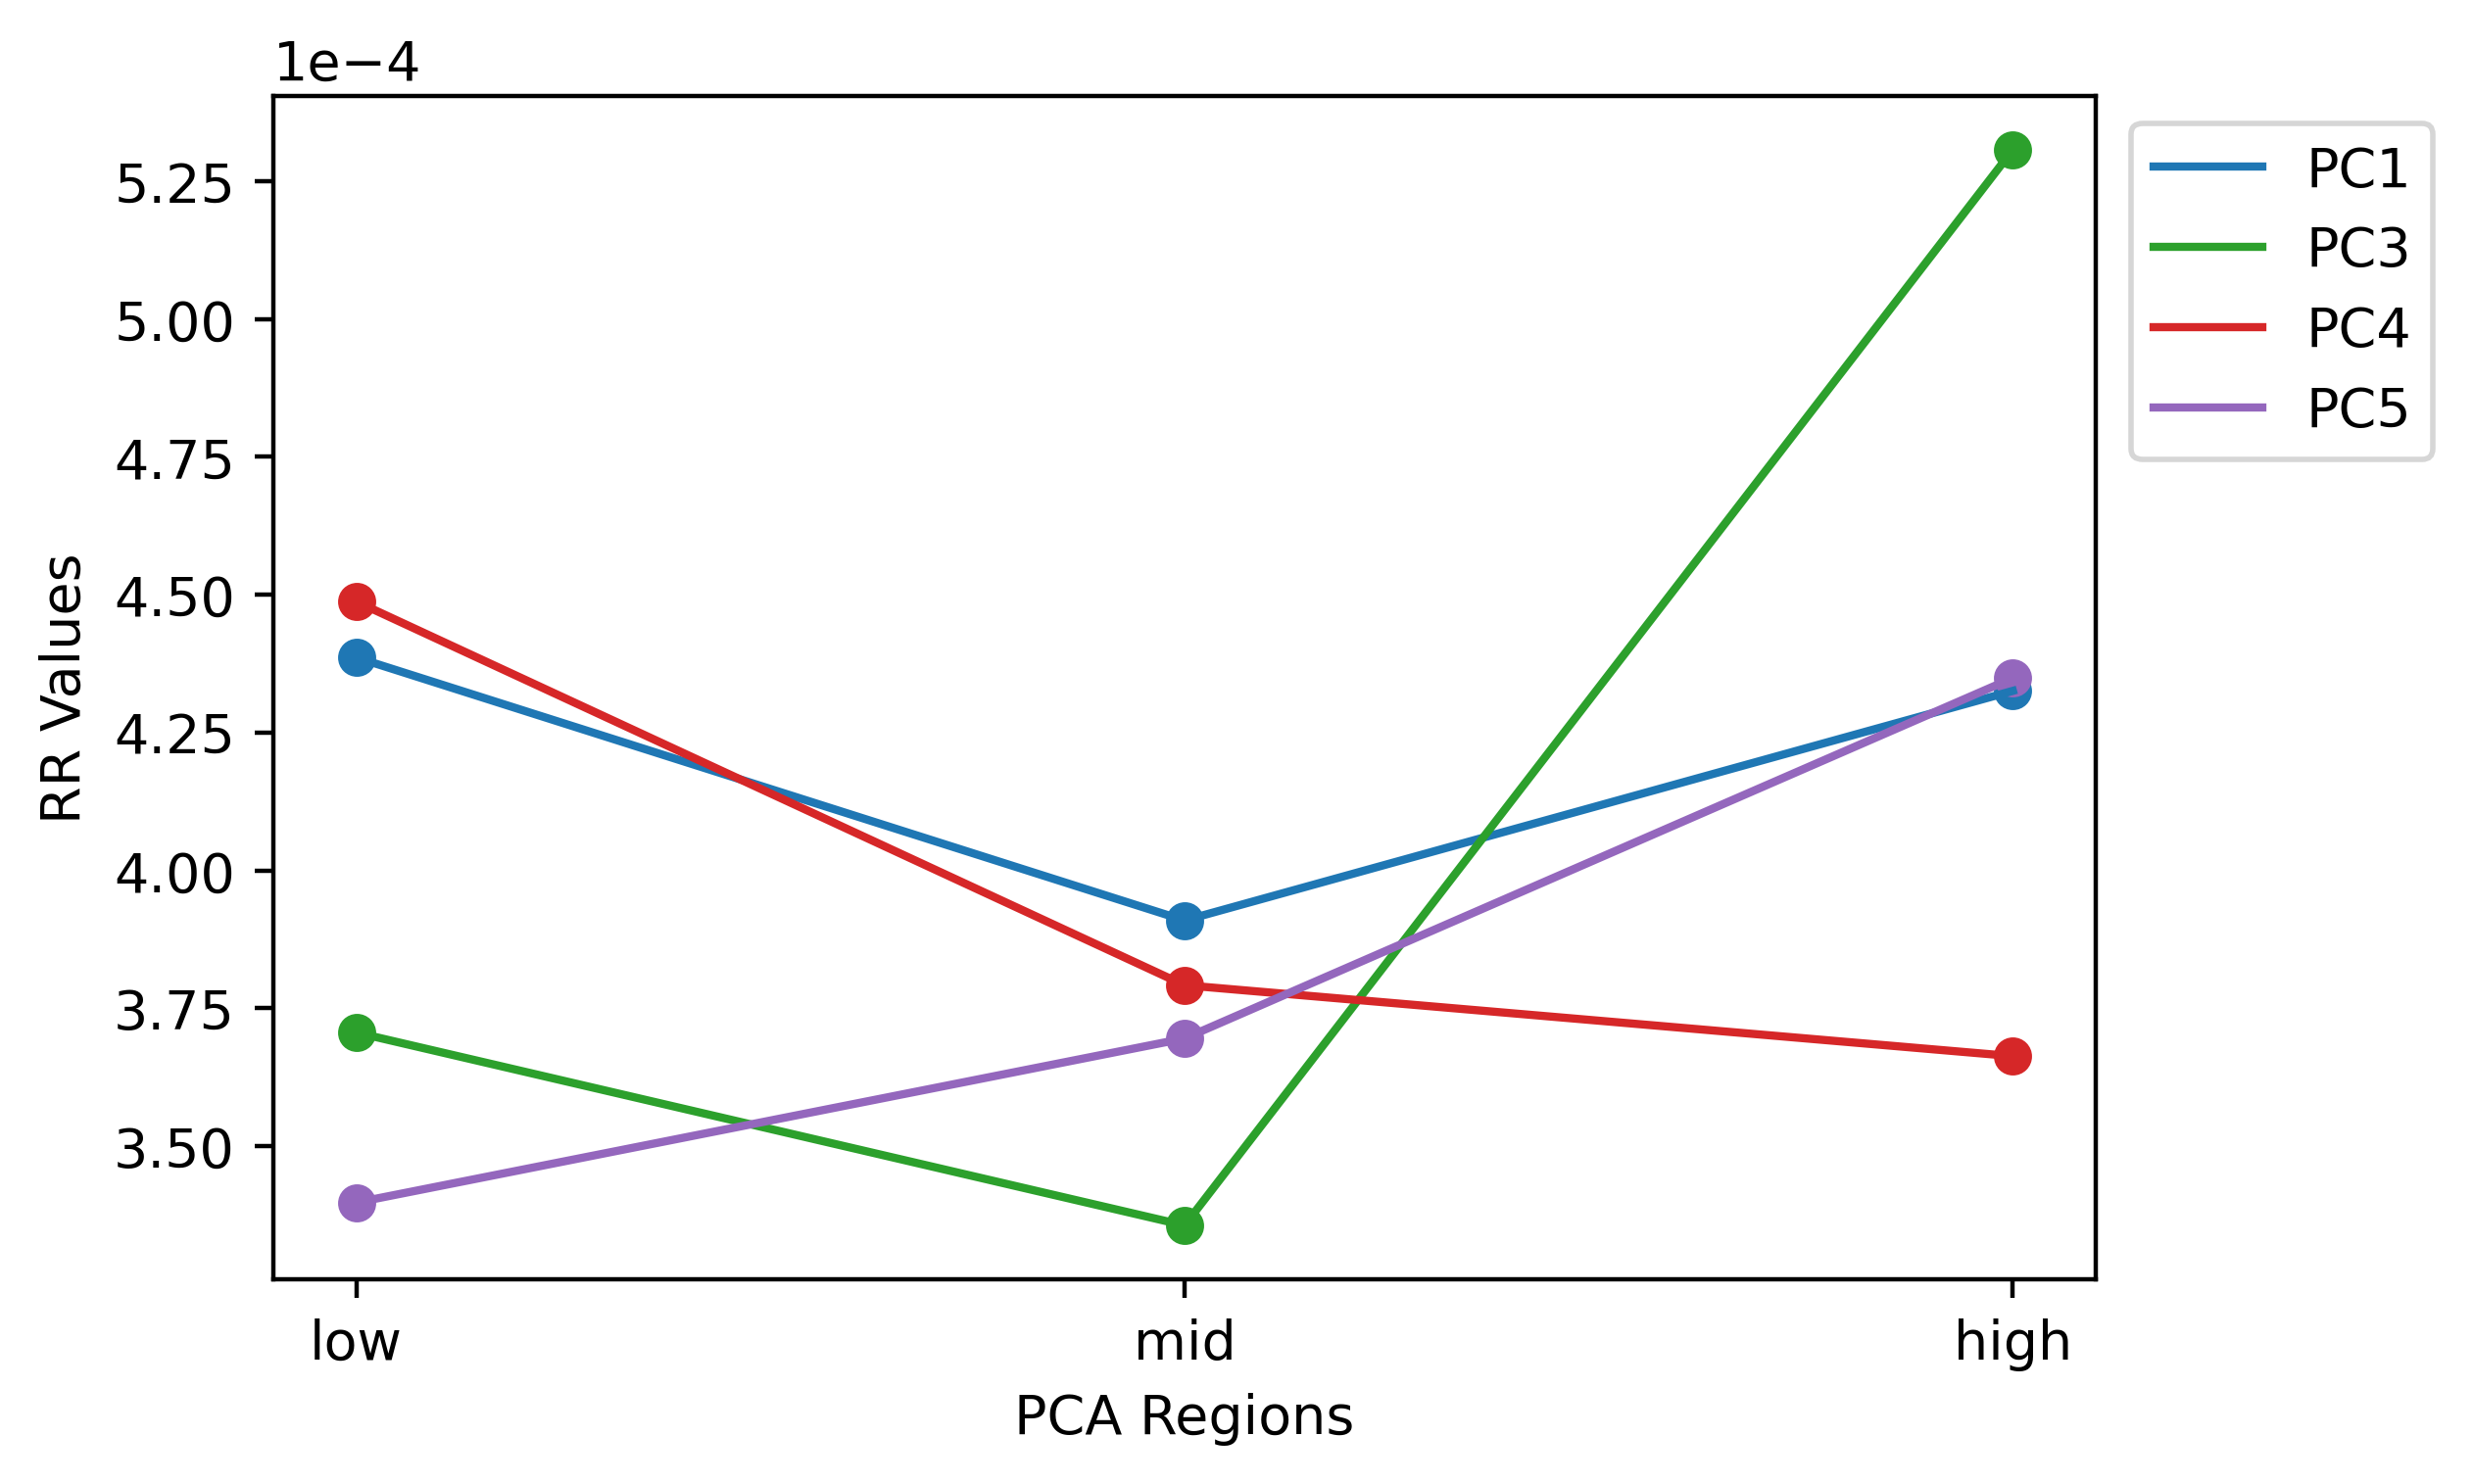 1e−4
5.25
5.00
4.75
4.50
4.25
4.00
3.75
3.50
RR Values
low
mid
high
PCA Regions
PC1
PC3
PC4
PC5